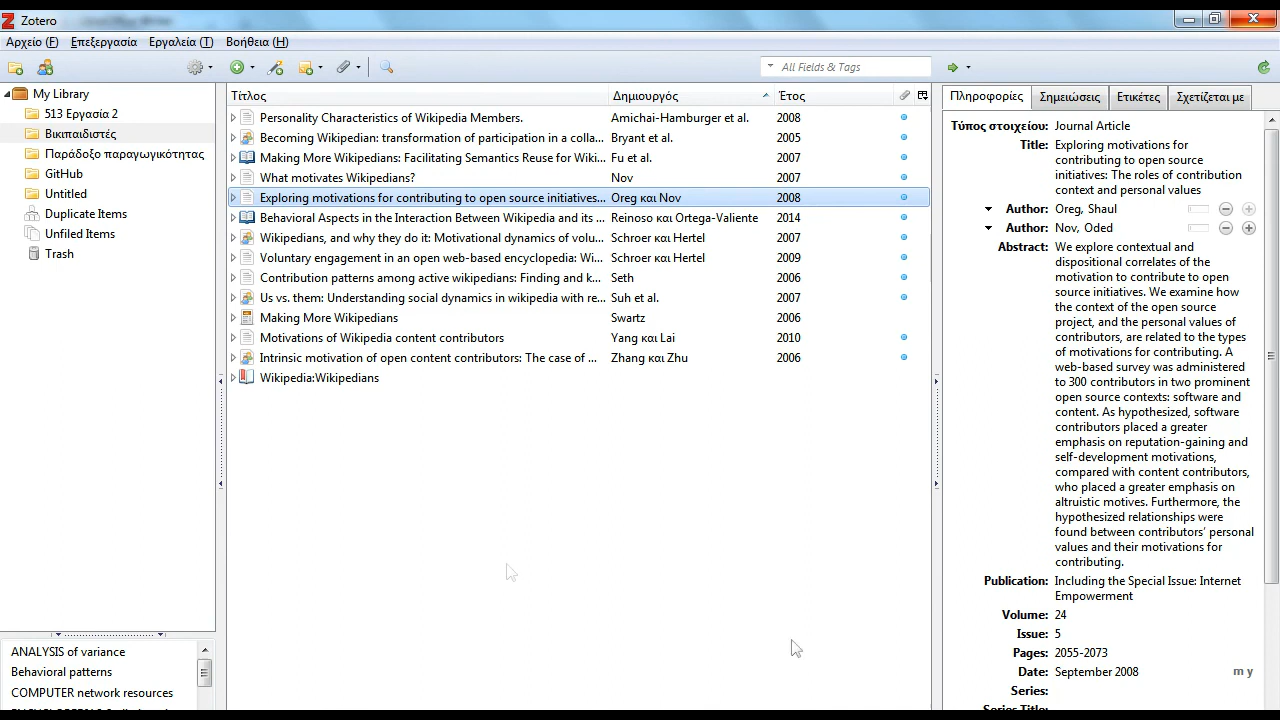 Zotero
Αρχείο (F) Επεξεργασία Εργαλεία (T) Βοήθεια (H)
All Fields & Tags
My Library
513 Εργασία 2
Βικιπαιδιστές
Παράδοξο παραγωγικότητας
GitHub
Untitled
Duplicate Items
Unfiled Items
Trash
ANALYSIS of variance
Behavioral patterns
COMPUTER network resources
Τίτλος Δημιουργός Έτος
Personality Characteristics of Wikipedia Members. Amichai-Hamburger et al. 2008
Becoming Wikipedian: transformation of participation in a colla... Bryant et al. 2005
Making More Wikipedians: Facilitating Semantics Reuse for Wiki... Fu et al. 2007
What motivates Wikipedians? Nov 2007
Exploring motivations for contributing to open source initiatives... Oreg και Nov 2008
Behavioral Aspects in the Interaction Between Wikipedia and its ... Reinoso και Ortega-Valiente 2014
Wikipedians, and why they do it: Motivational dynamics of volu... Schroer και Hertel 2007
Voluntary engagement in an open web-based encyclopedia: Wi... Schroer και Hertel 2009
Contribution patterns among active wikipedians: Finding and k... Seth 2006
Us vs. them: Understanding social dynamics in wikipedia with re... Suh et al. 2007
Making More Wikipedians Swartz 2006
Motivations of Wikipedia content contributors Yang και Lai 2010
Intrinsic motivation of open content contributors: The case of ... Zhang και Zhu 2006
Wikipedia:Wikipedians
Πληροφορίες Σημειώσεις Ετικέτες Σχετίζεται με
Τύπος στοιχείου: Journal Article
Title: Exploring motivations for
contributing to open source
initiatives: The roles of contribution
context and personal values
Author: Oreg, Shaul
Author: Nov, Oded
Abstract: We explore contextual and
dispositional correlates of the
motivation to contribute to open
source initiatives. We examine how
the context of the open source
project, and the personal values of
contributors, are related to the types
of motivations for contributing. A
web-based survey was administered
to 300 contributors in two prominent
open source contexts: software and
content. As hypothesized, software
contributors placed a greater
emphasis on reputation-gaining and
self-development motivations,
compared with content contributors,
who placed a greater emphasis on
altruistic motives. Furthermore, the
hypothesized relationships were
found between contributors' personal
values and their motivations for
contributing.
Publication: Including the Special Issue: Internet
Empowerment
Volume: 24
Issue: 5
Pages: 2055-2073
Date: September 2008 m y
Series:
Series Title: